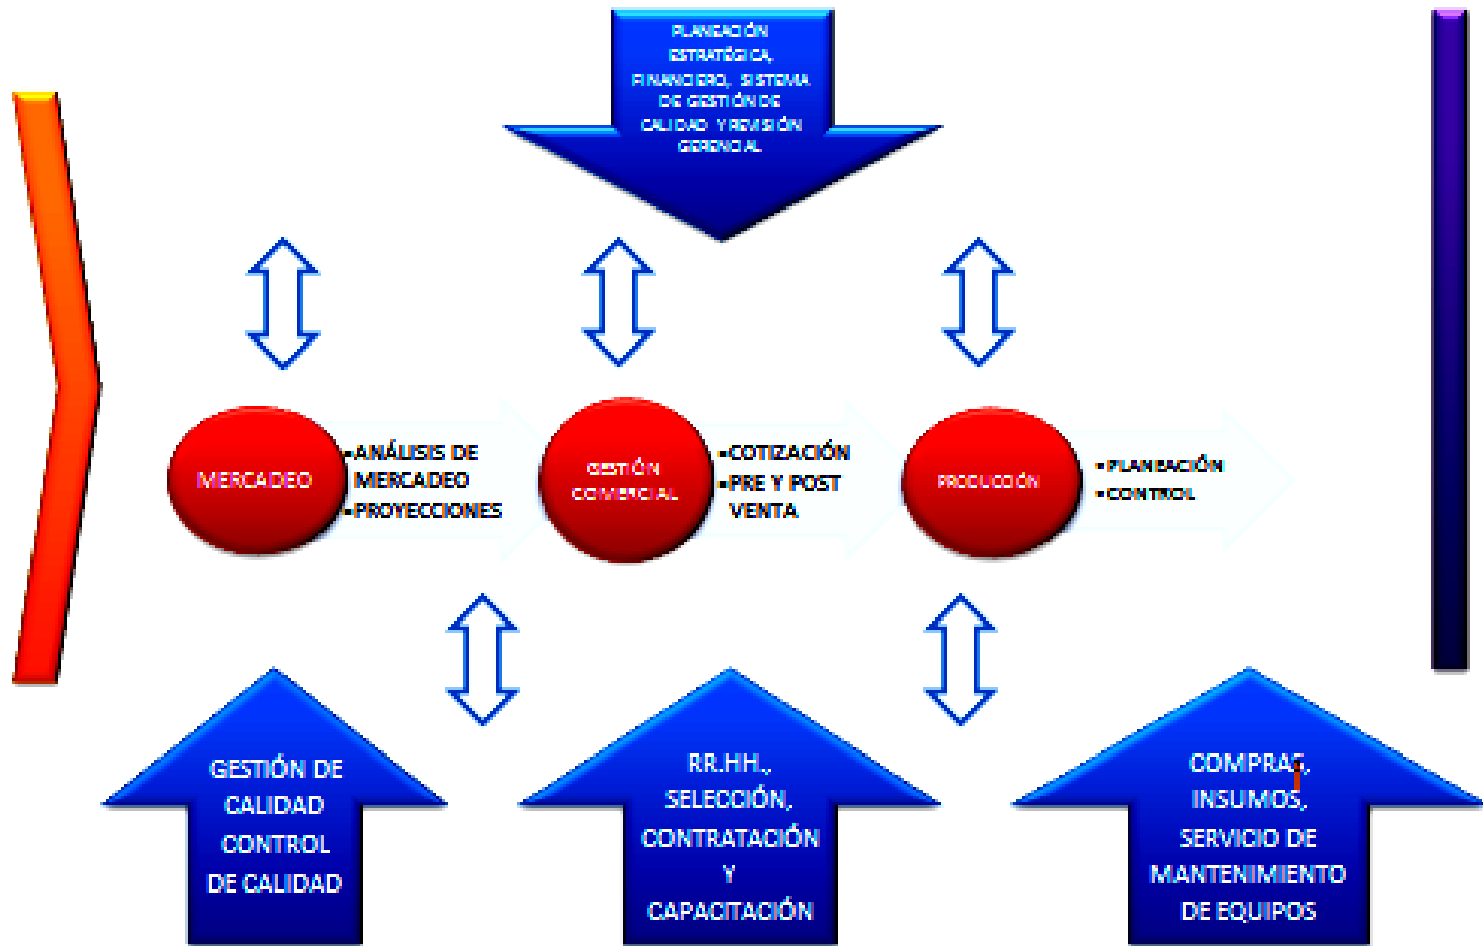 PLANEACIÓN
ESTRATÉGICA,
FINANCIERO, SISTEMA
DE GESTIÓN DE
CALIDAD Y REVISIÓN
GERENCIAL
MERCADEO
•ANÁLISIS DE
MERCADEO
•PROYECCIONES
GESTIÓN
COMERCIAL
•COTIZACIÓN
•PRE Y POST
VENTA
PRODUCCIÓN
•PLANEACIÓN
•CONTROL
GESTIÓN DE
CALIDAD
CONTROL
DE CALIDAD
RR.HH.,
SELECCIÓN,
CONTRATACIÓN
Y
CAPACITACIÓN
COMPRAS,
INSUMOS,
SERVICIO DE
MANTENIMIENTO
DE EQUIPOS